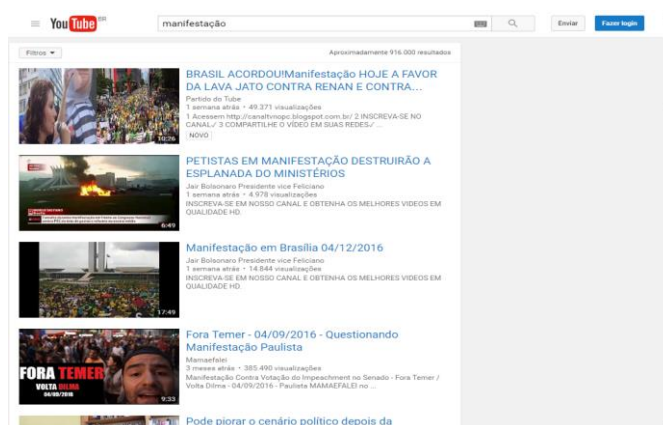 YouTube BR
manifestação
Enviar
Fazer login
Filtros
Aproximadamente 916.000 resultados
BRASIL ACORDOU!Manifestação HOJE A FAVOR
DA LAVA JATO CONTRA RENAN E CONTRA...
Partido do Tube
1 semana atrás • 49.371 visualizações
1 Acessem http://canaltvnopc.blogspot.com.br/ 2 INSCREVA-SE NO
CANAL✓ 3 COMPARTILHE O VÍDEO EM SUAS REDES✓ ...
NOVO
10:26
PETISTAS EM MANIFESTAÇÃO DESTRUIRÃO A
ESPLANADA DO MINISTÉRIOS
Jair Bolsonaro Presidente vice Feliciano
1 semana atrás • 4.978 visualizações
INSCREVA-SE EM NOSSO CANAL E OBTENHA OS MELHORES VIDEOS EM
QUALIDADE HD.
6:49
Manifestação em Brasília 04/12/2016
Jair Bolsonaro Presidente vice Feliciano
1 semana atrás • 14.844 visualizações
INSCREVA-SE EM NOSSO CANAL E OBTENHA OS MELHORES VIDEOS EM
QUALIDADE HD.
17:49
Fora Temer - 04/09/2016 - Questionando
Manifestação Paulista
Mamaefalei
3 meses atrás • 385.490 visualizações
Manifestação Contra Votação do Impeachment no Senado - Fora Temer /
Volta Dilma - 04/09/2016 - Paulista MAMAEFALEI no ...
FORA TEMER
VOLTA DILMA
04/09/2016
9:33
Pode piorar o cenário político depois da